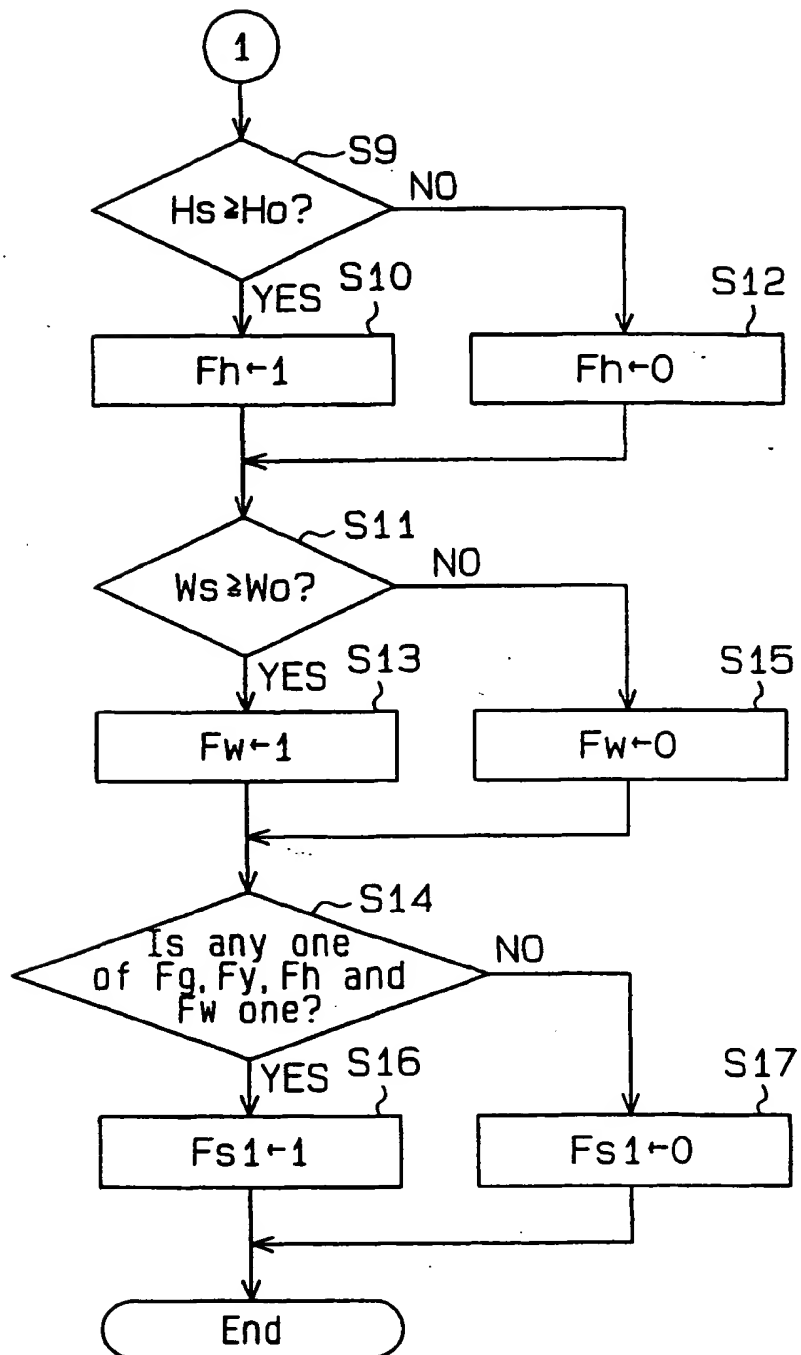 1
S9
Hs≧Ho?
NO
YES
S10
S12
Fh←1
Fh←0
S11
Ws≧Wo?
NO
YES
S13
S15
Fw←1
Fw←0
S14
Is any one
of Fg, Fy, Fh and
Fw one?
NO
YES
S16
S17
Fs1←1
Fs1←0
End